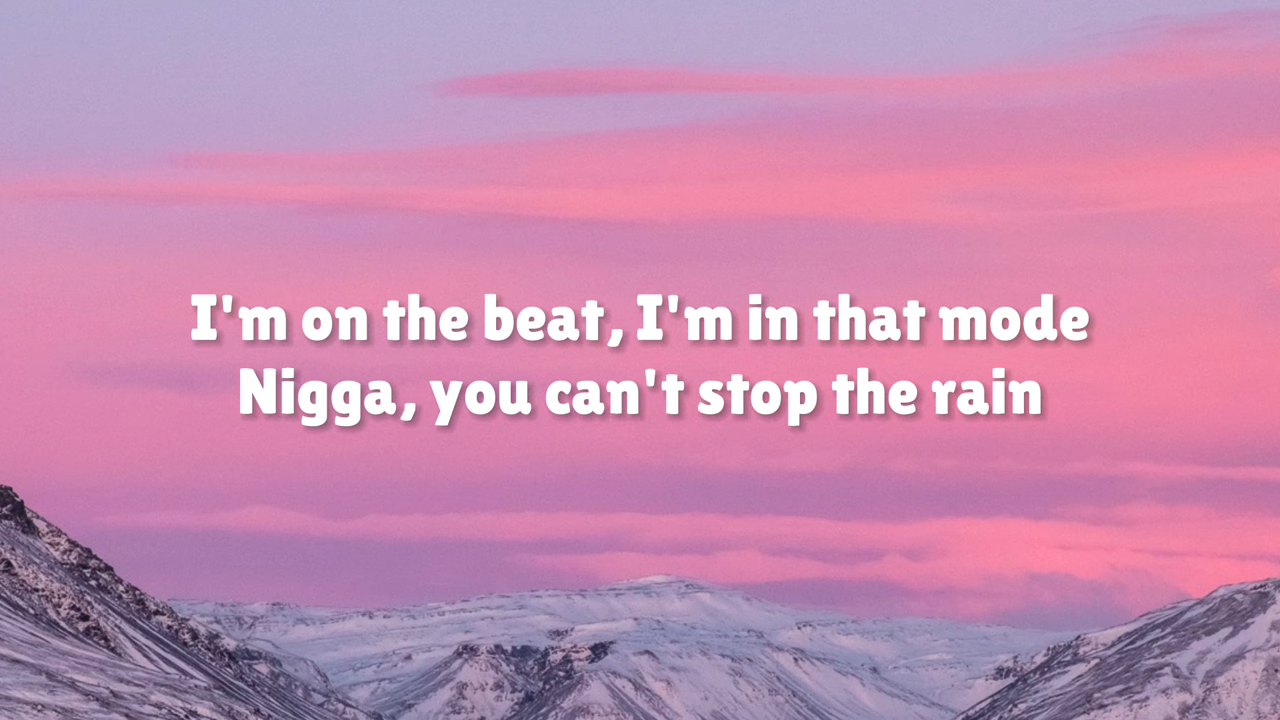 I'm on the beat, I'm in that mode
Nigga, you can't stop the rain